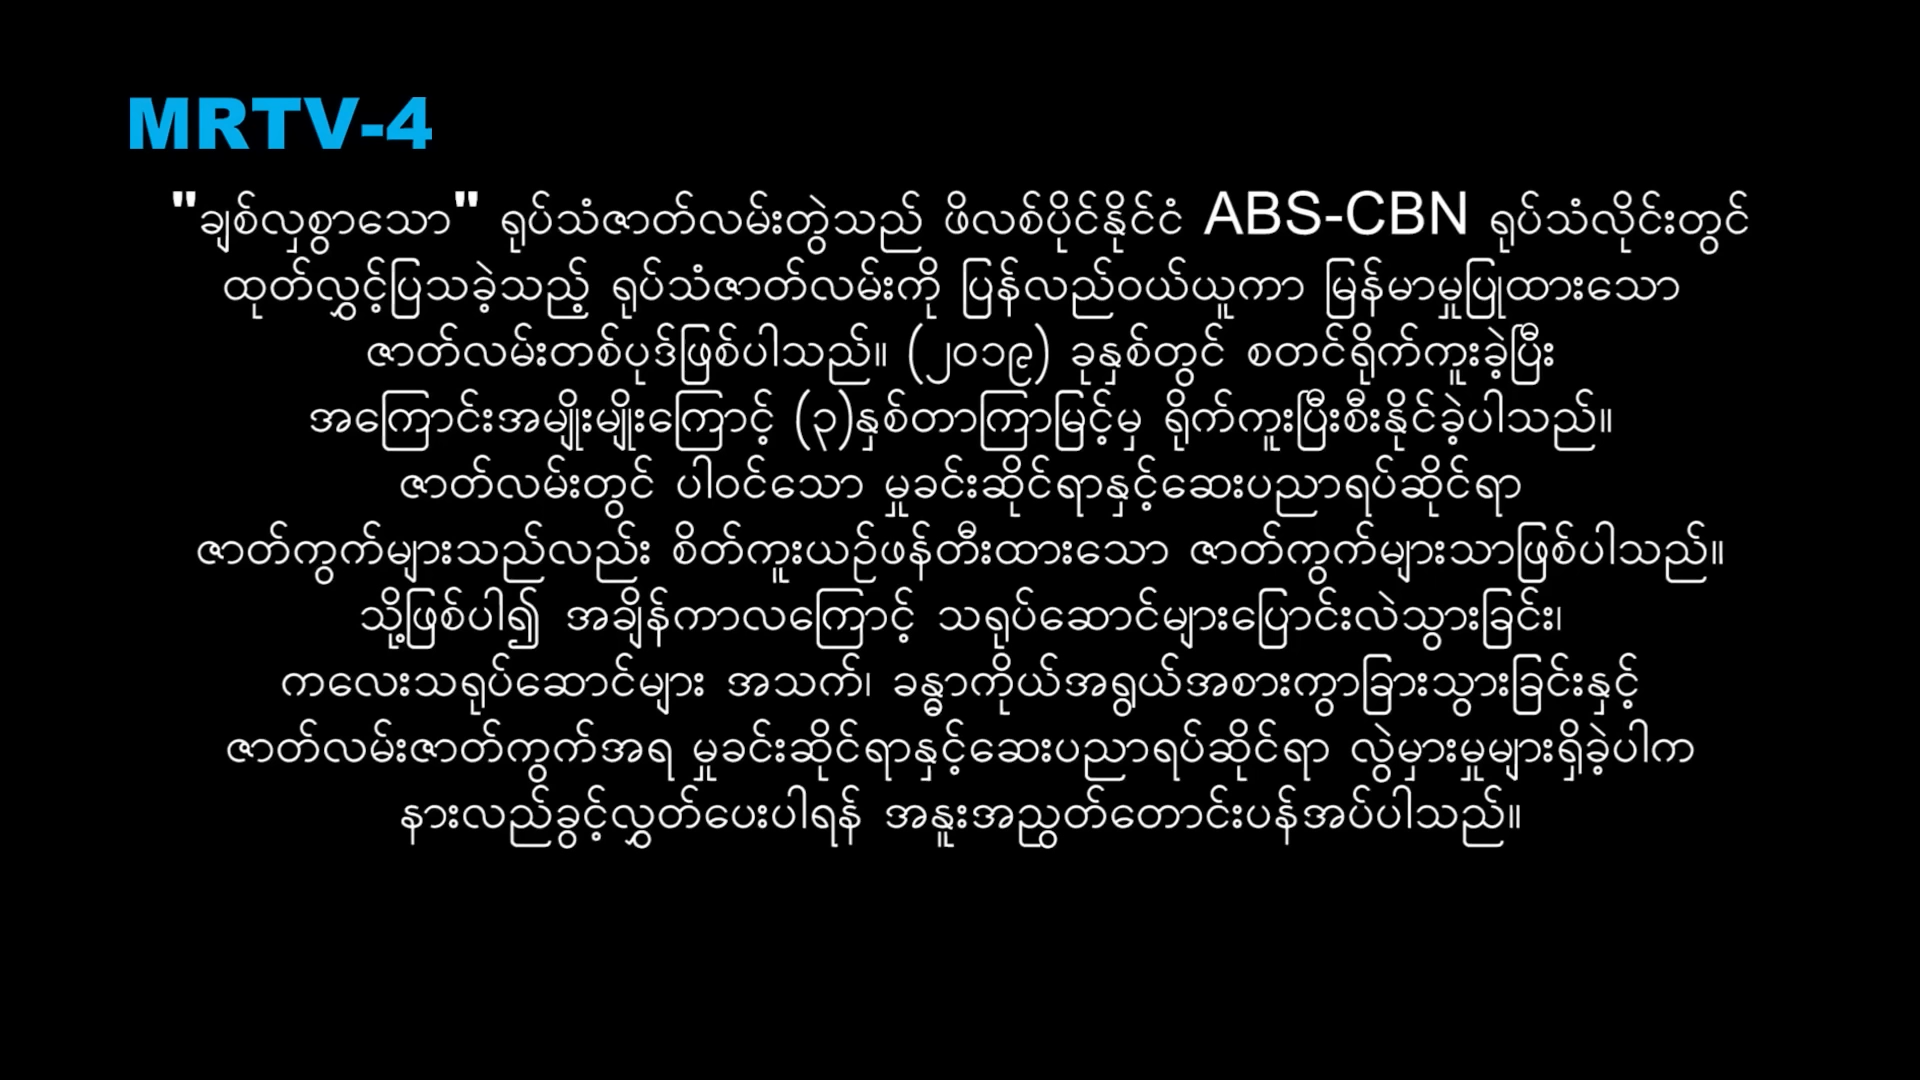 MRTV-4
"ချစ်လှစွာသော" ရုပ်သံဇာတ်လမ်းတွဲသည် ဖိလစ်ပိုင်နိုင်ငံ ABS-CBN ရုပ်သံလိုင်းတွင်
ထုတ်လွှင့်ပြသခဲ့သည့် ရုပ်သံဇာတ်လမ်းကို ပြန်လည်ဝယ်ယူကာ မြန်မာမှုပြုထားသော
ဇာတ်လမ်းတစ်ပုဒ်ဖြစ်ပါသည်။ (၂၀၁၉) ခုနှစ်တွင် စတင်ရိုက်ကူးခဲ့ပြီး
အကြောင်းအမျိုးမျိုးကြောင့် (၃)နှစ်တာကြာမြင့်မှ ရိုက်ကူးပြီးစီးနိုင်ခဲ့ပါသည်။
ဇာတ်လမ်းတွင် ပါဝင်သော မှုခင်းဆိုင်ရာနှင့်ဆေးပညာရပ်ဆိုင်ရာ
ဇာတ်ကွက်များသည်လည်း စိတ်ကူးယဉ်ဖန်တီးထားသော ဇာတ်ကွက်များသာဖြစ်ပါသည်။
သို့ဖြစ်ပါ၍ အချိန်ကာလကြောင့် သရုပ်ဆောင်များပြောင်းလဲသွားခြင်း၊
ကလေးသရုပ်ဆောင်များ အသက်၊ ခန္ဓာကိုယ်အရွယ်အစားကွာခြားသွားခြင်းနှင့်
ဇာတ်လမ်းဇာတ်ကွက်အရ မှုခင်းဆိုင်ရာနှင့်ဆေးပညာရပ်ဆိုင်ရာ လွဲမှားမှုများရှိခဲ့ပါက
နားလည်ခွင့်လွှတ်ပေးပါရန် အနူးအညွတ်တောင်းပန်အပ်ပါသည်။